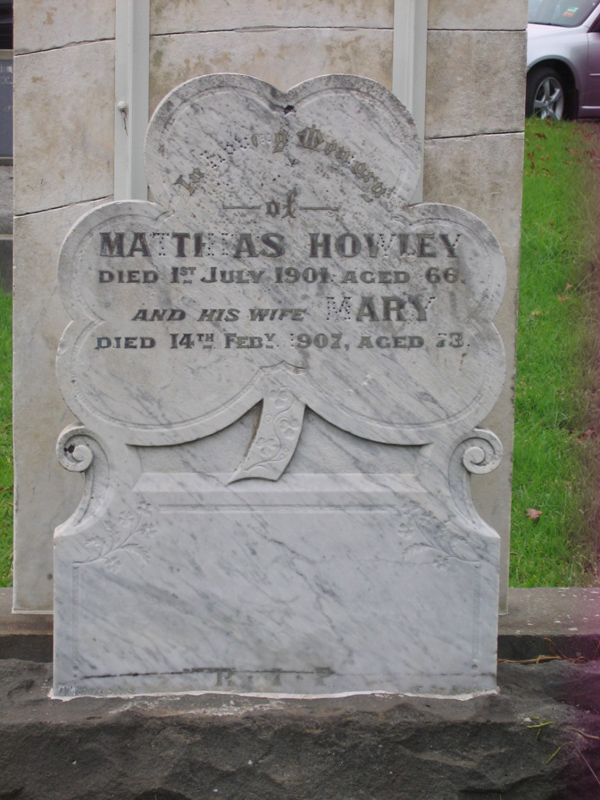 In Loving Memory
of
MATTHIAS HOWLEY
DIED 1ST JULY 1901 AGED 66.
AND HIS WIFE MARY
DIED 14TH FEBY. 1907, AGED 73.
R. I. P.